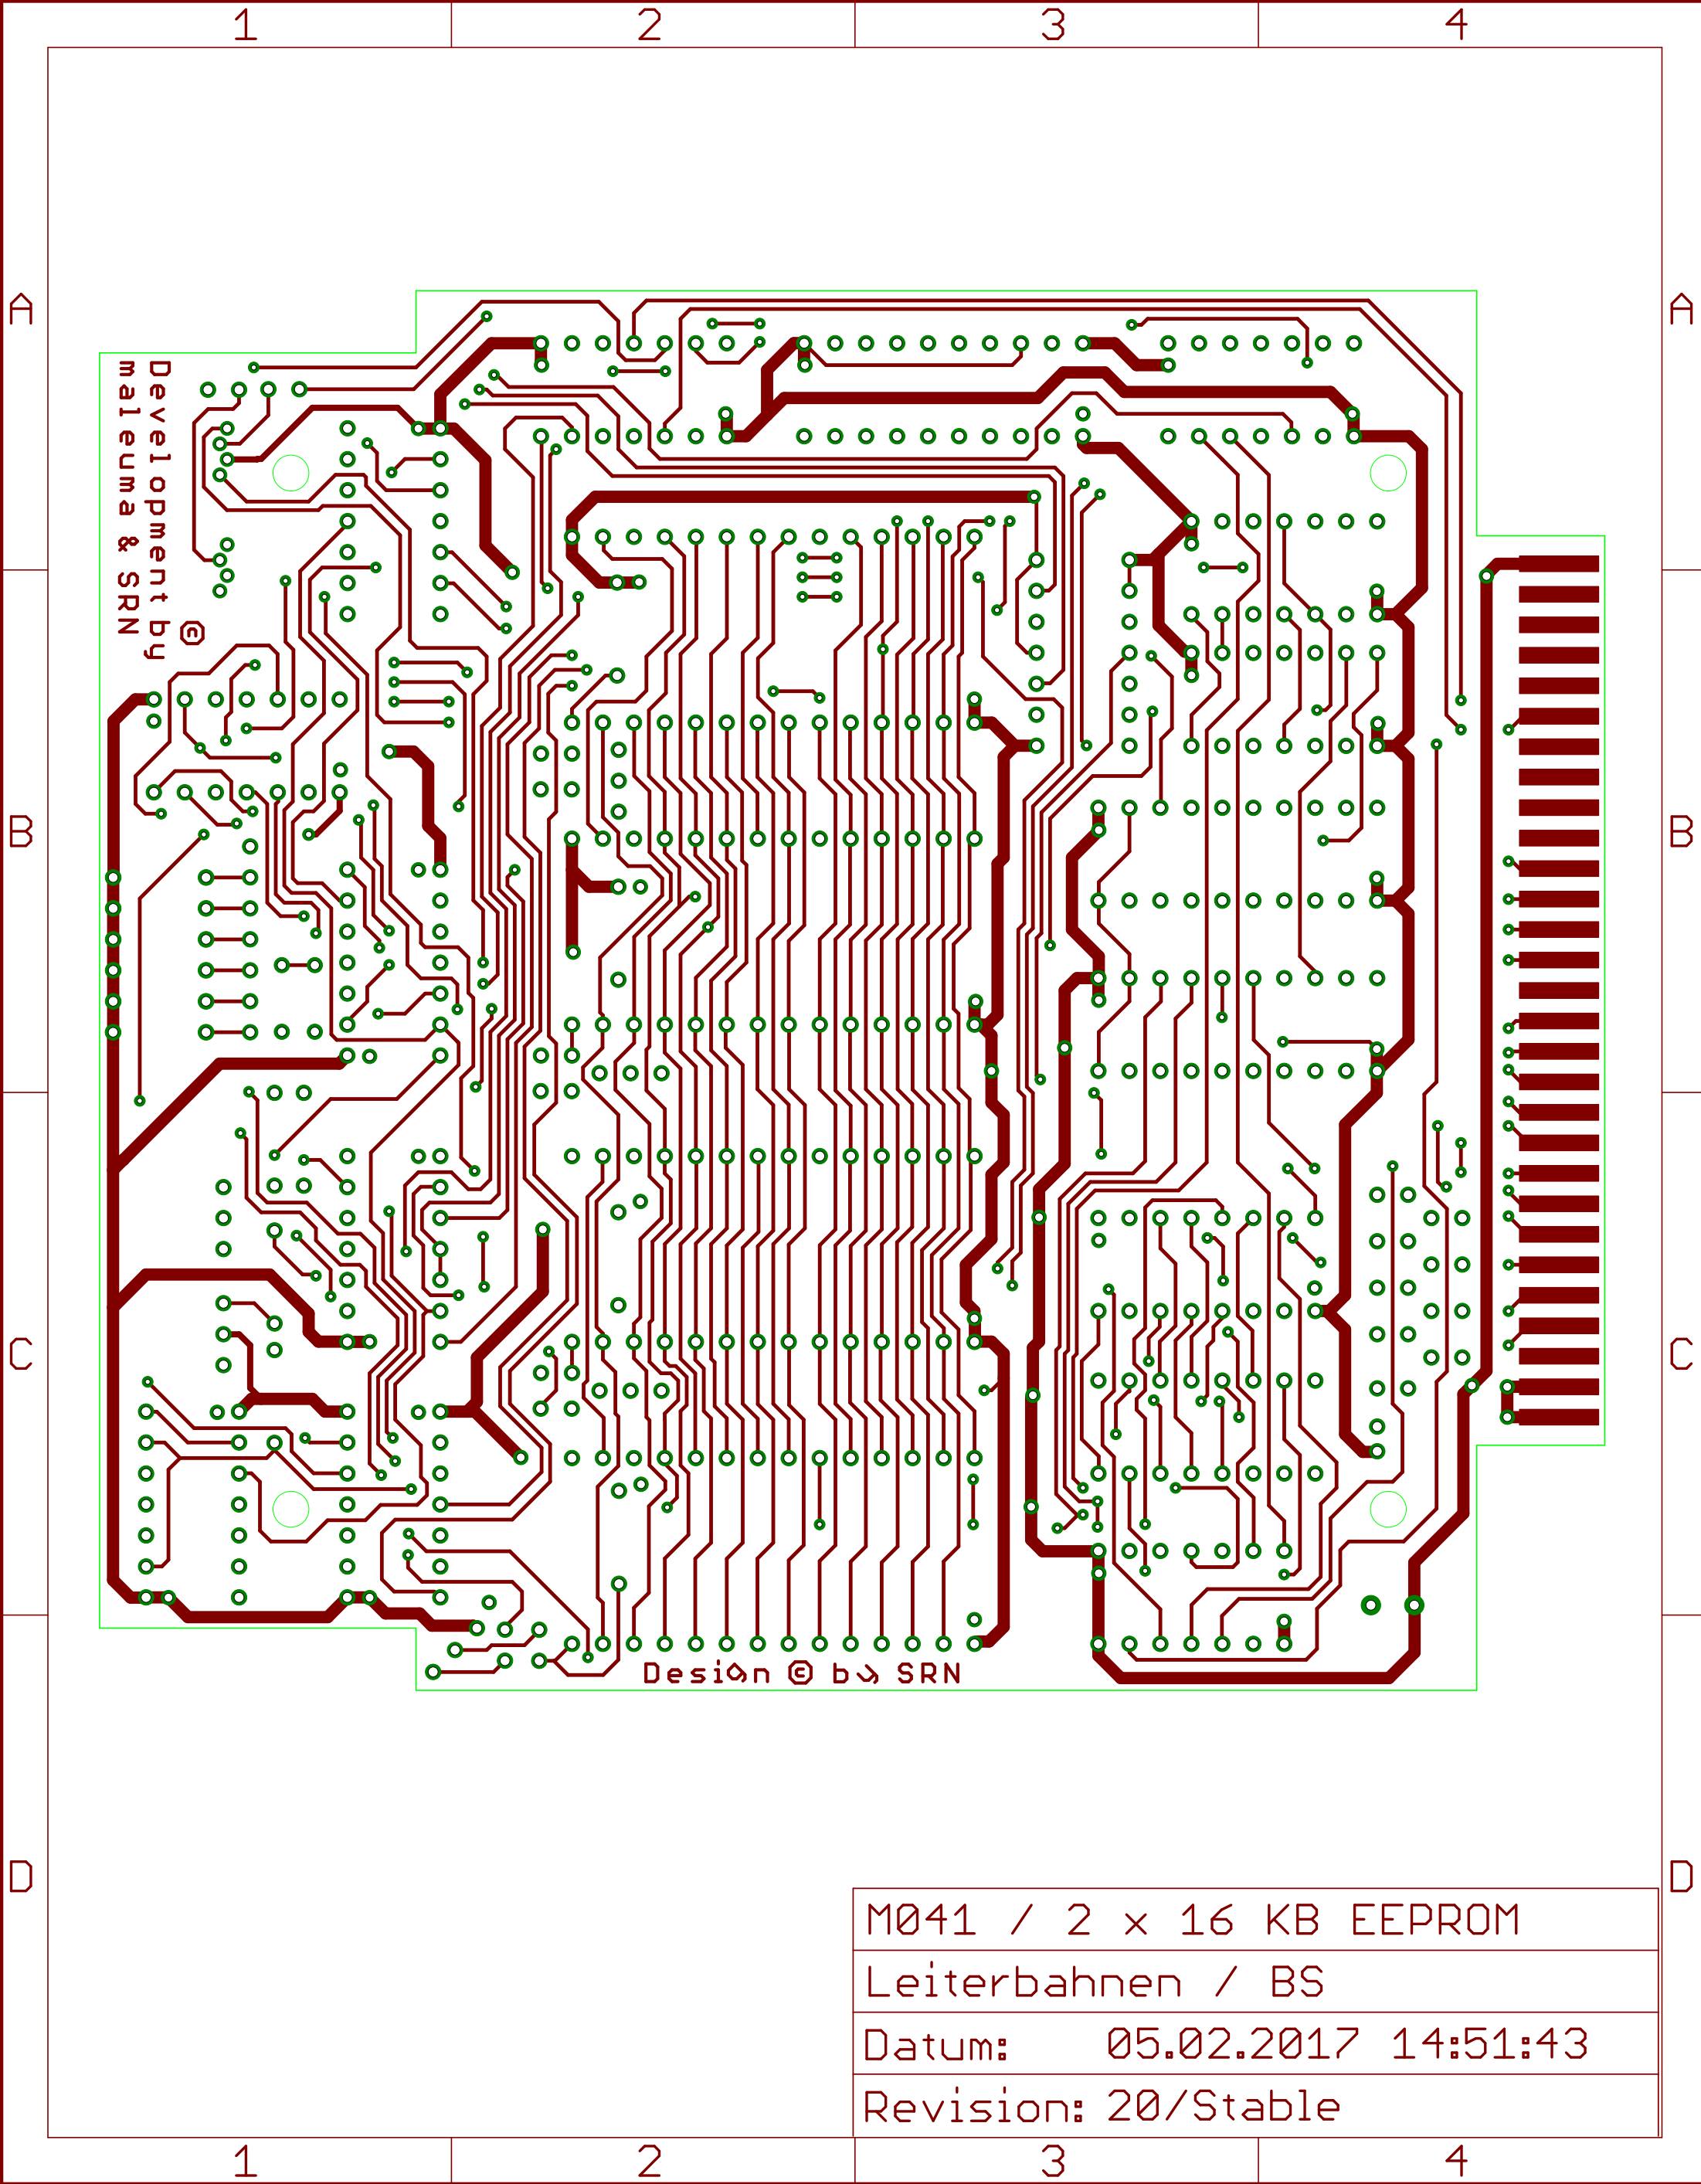 1 2 3 4
A A
Development by
maleuma & SRN
©
B B
C C
Design © by SRN
D D
M041 / 2 x 16 KB EEPROM
Leiterbahnen / BS
Datum: 05.02.2017 14:51:43
Revision: 20/Stable
1 2 3 4